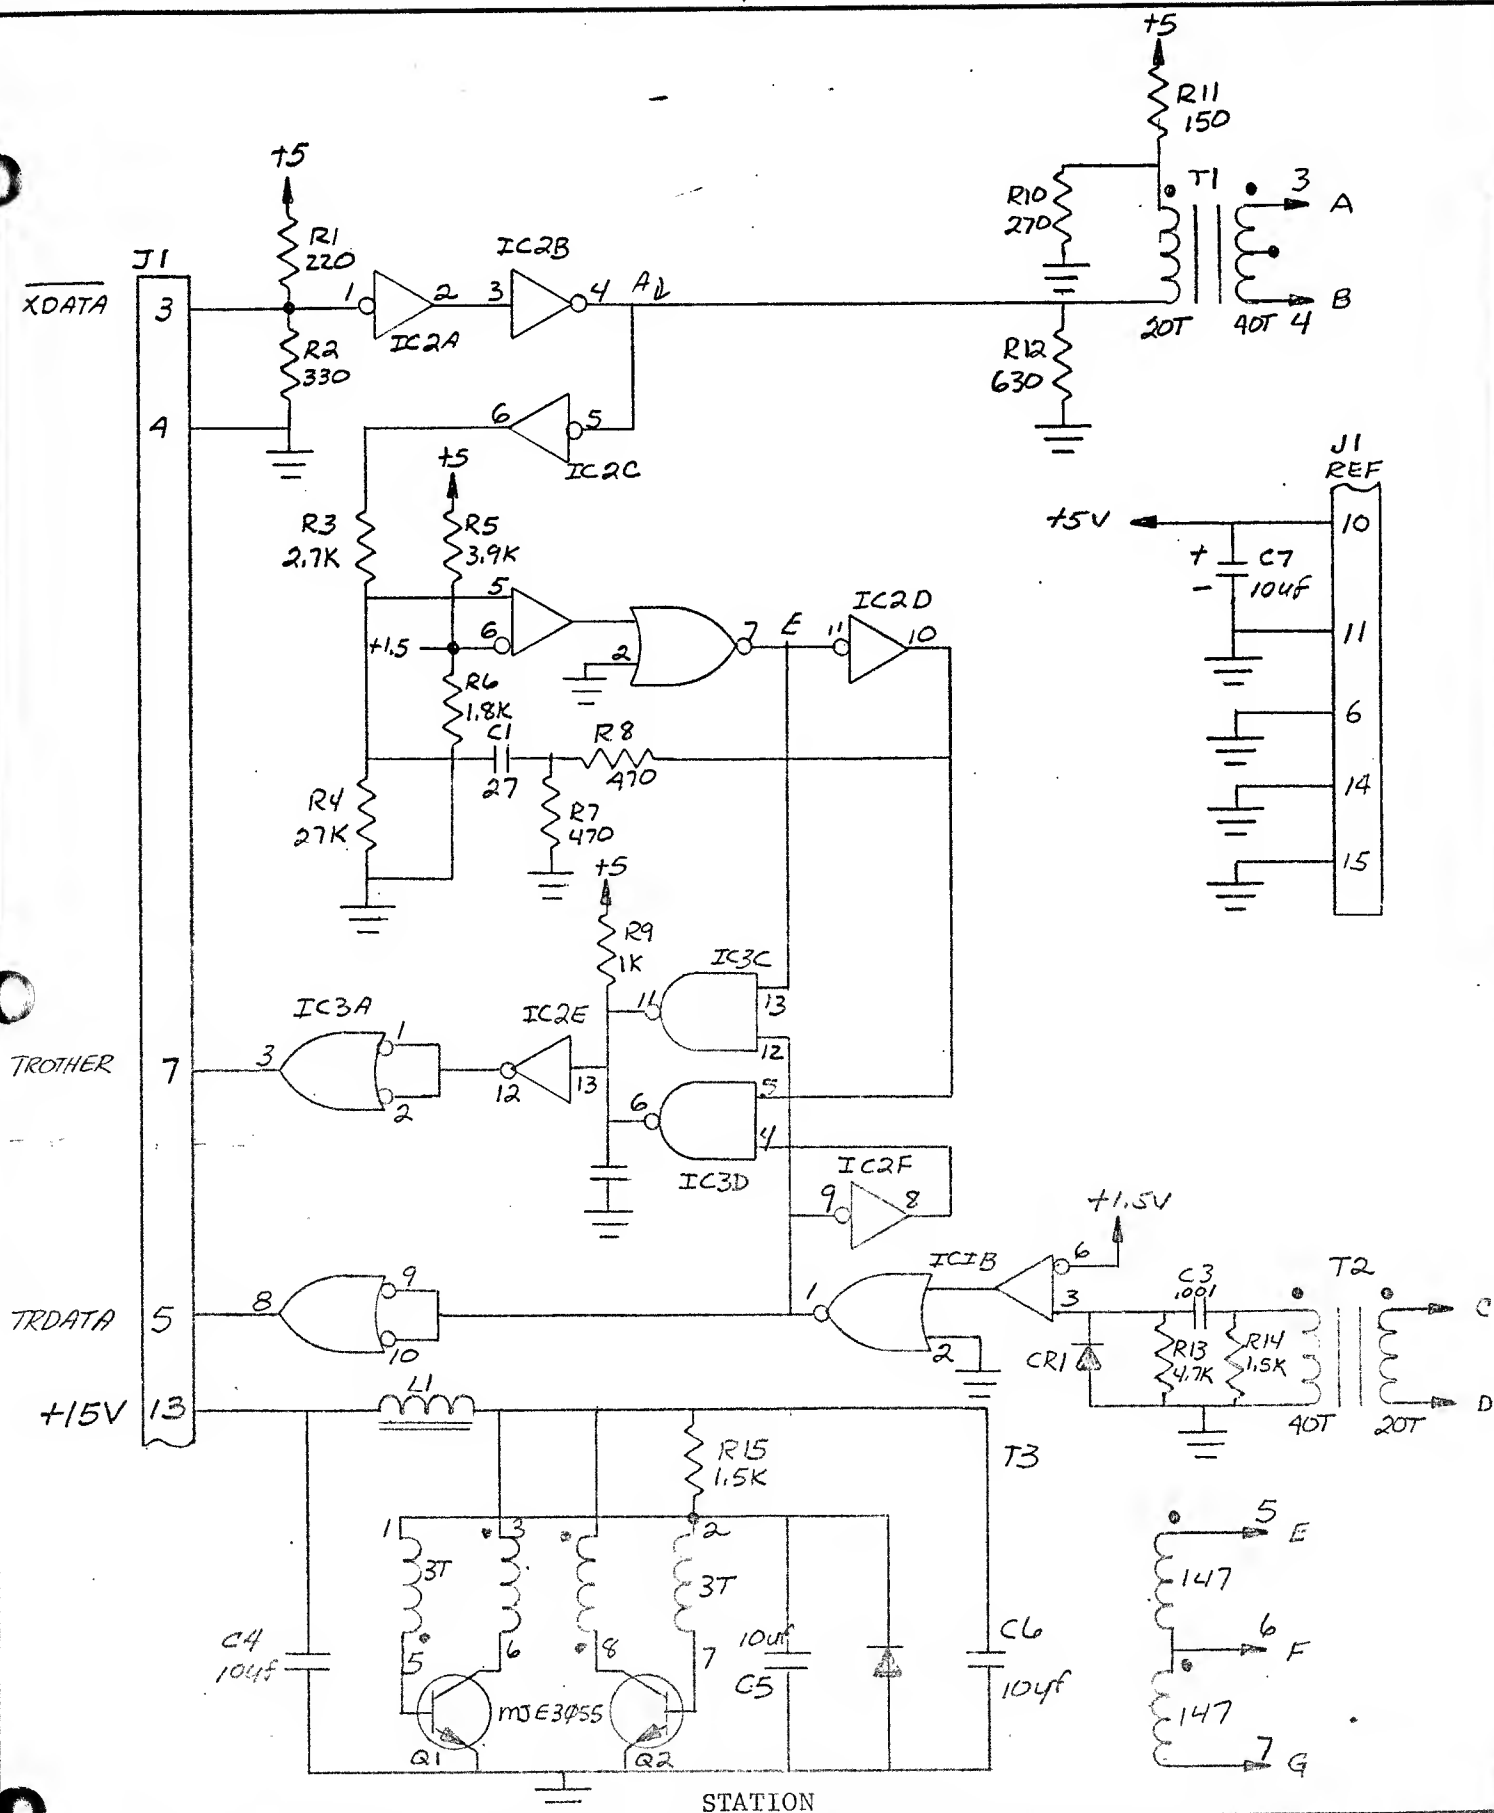 +5
R11
150
+5
T1
3
A
R10
270
R1
220
IC2B
J1
XDATA
3
1
2
3
4
A↓
B
IC2A
20T
40T
4
R2
330
R12
630
4
6
5
IC2C
+5
J1
REF
R3
2.7K
R5
3.9K
+5V
10
+
C7
-
10uf
5
IC2D
+1.5
6
7
E
11
10
2
11
R6
1.8K
6
C1
R8
27
470
R4
27K
R7
470
14
+5
15
R9
1K
IC3C
11
13
IC3A
IC2E
1
12
TROTHER
7
3
2
12
13
5
6
4
IC3D
IC2F
9
8
+1.5V
IC1B
6
C3
.001
T2
TRDATA
5
8
9
10
1
3
C
2
CR1
R13
4.7K
R14
1.5K
D
40T
20T
+15V
13
L1
R15
1.5K
T3
1
3
2
5
E
3T
3T
147
C4
10uf
5
6
8
7
10uf
C5
C6
10uf
6
F
MJE3055
147
Q1
Q2
7
G
STATION